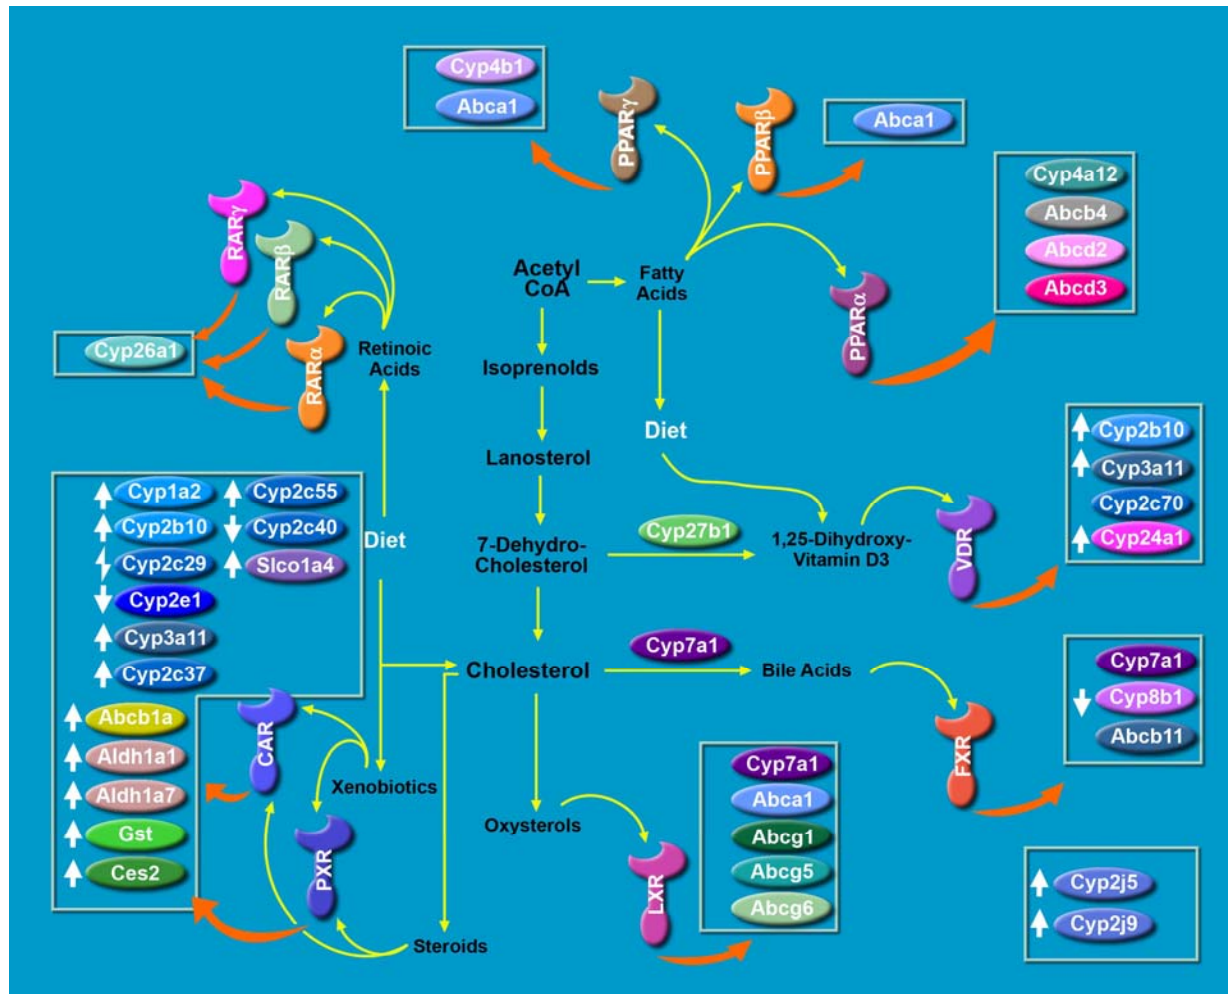 Cyp4b1
Abca1
PPARγ
PPARβ
Abca1
Cyp4a12
Abcb4
Abcd2
Abcd3
PPARα
RARγ
RARβ
RARα
Cyp26a1
Retinoic
Acids
Acetyl
CoA
Fatty
Acids
Isoprenolds
Diet
Lanosterol
7-Dehydro-
Cholesterol
Cyp27b1
1,25-Dihydroxy-
Vitamin D3
VDR
Cyp2b10
Cyp3a11
Cyp2c70
Cyp24a1
Cyp1a2
Cyp2c55
Cyp2b10
Cyp2c40
Cyp2c29
Slco1a4
Cyp2e1
Cyp3a11
Cyp2c37
Abcb1a
Aldh1a1
Aldh1a7
Gst
Ces2
Diet
CAR
PXR
Xenobiotics
Steroids
Cholesterol
Cyp7a1
Bile Acids
FXR
Cyp7a1
Cyp8b1
Abcb11
Oxysterols
LXR
Cyp7a1
Abca1
Abcg1
Abcg5
Abcg6
Cyp2j5
Cyp2j9